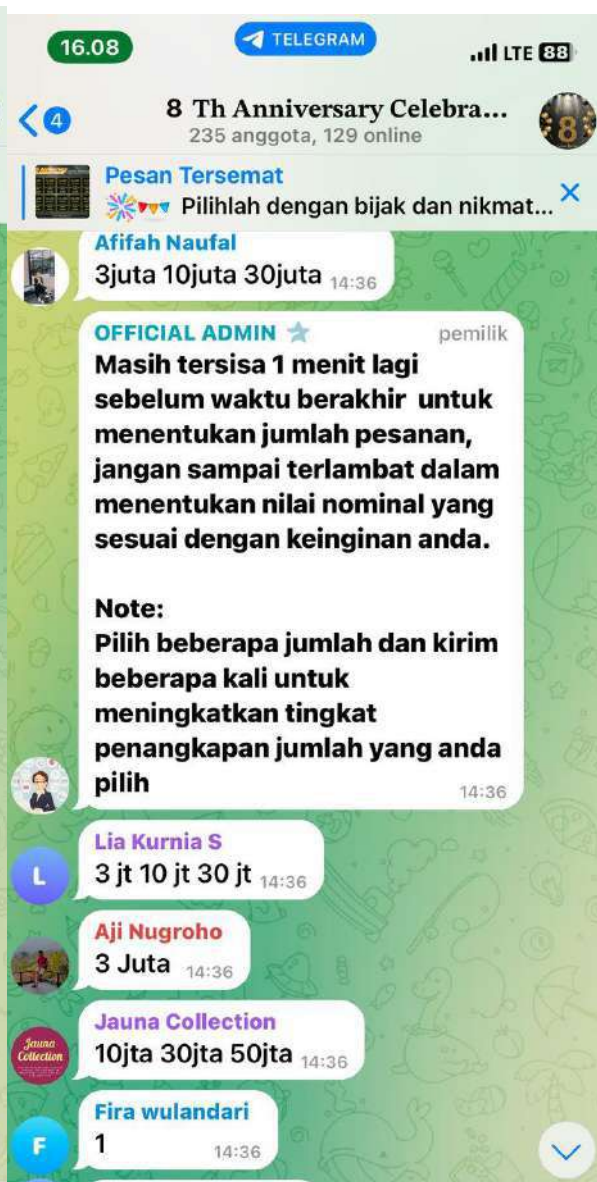 16.08
TELEGRAM
LTE 88
4
8 Th Anniversary Celebra...
235 anggota, 129 online
8
Pesan Tersemat
Pilihlah dengan bijak dan nikmat...
Afifah Naufal
3juta 10juta 30juta 14:36
OFFICIAL ADMIN pemilik
Masih tersisa 1 menit lagi
sebelum waktu berakhir untuk
menentukan jumlah pesanan,
jangan sampai terlambat dalam
menentukan nilai nominal yang
sesuai dengan keinginan anda.
Note:
Pilih beberapa jumlah dan kirim
beberapa kali untuk
meningkatkan tingkat
penangkapan jumlah yang anda
pilih 14:36
Lia Kurnia S
L
3 jt 10 jt 30 jt 14:36
Aji Nugroho
3 Juta 14:36
Jauna Collection
Jauna
Collection
10jta 30jta 50jta 14:36
Fira wulandari
F
1 14:36